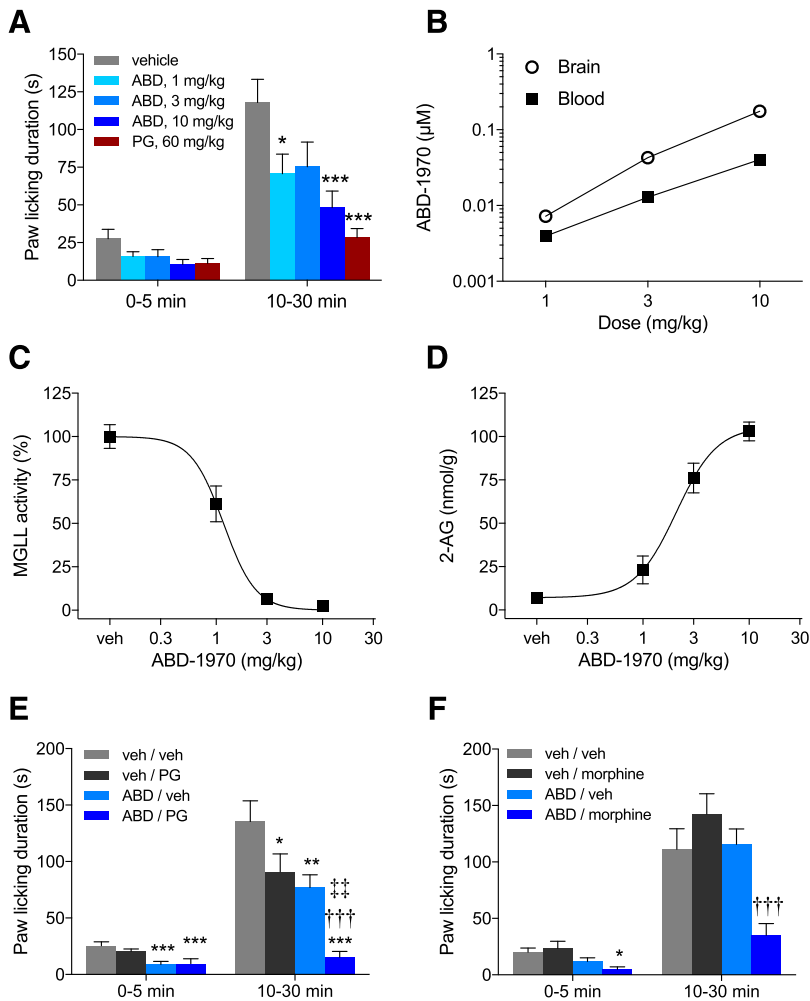 A
Paw licking duration (s)
150
125
100
75
50
25
0
vehicle
ABD, 1 mg/kg
ABD, 3 mg/kg
ABD, 10 mg/kg
PG, 60 mg/kg
*
***
***
0-5 min
10-30 min
B
ABD-1970 (µM)
1
0.1
0.01
0.001
Brain
Blood
1
3
10
Dose (mg/kg)
C
MGLL activity (%)
125
100
75
50
25
0
veh
0.3
1
3
10
30
ABD-1970 (mg/kg)
D
2-AG (nmol/g)
125
100
75
50
25
0
veh
0.3
1
3
10
30
ABD-1970 (mg/kg)
E
Paw licking duration (s)
200
150
100
50
0
veh / veh
veh / PG
ABD / veh
ABD / PG
***
***
*
**
‡‡
†††
***
0-5 min
10-30 min
F
Paw licking duration (s)
200
150
100
50
0
veh / veh
veh / morphine
ABD / veh
ABD / morphine
*
†††
0-5 min
10-30 min